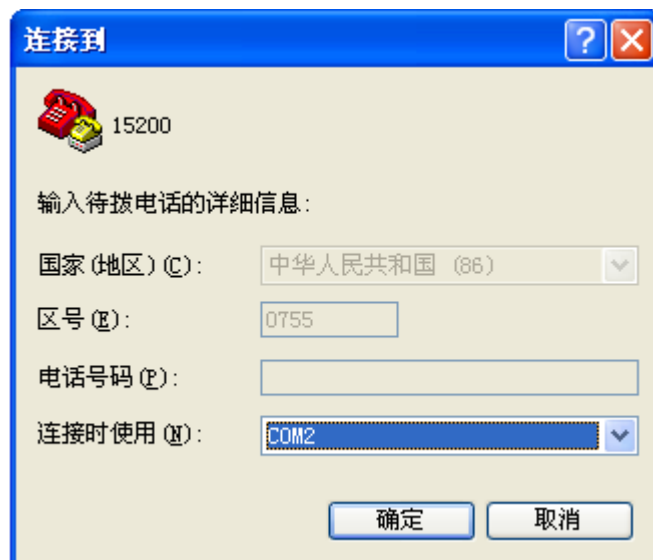 连接到
15200
输入待拨电话的详细信息:
国家(地区)(C): 中华人民共和国 (86)
区号(E): 0755
电话号码(P):
连接时使用(N): COM2
确定 取消